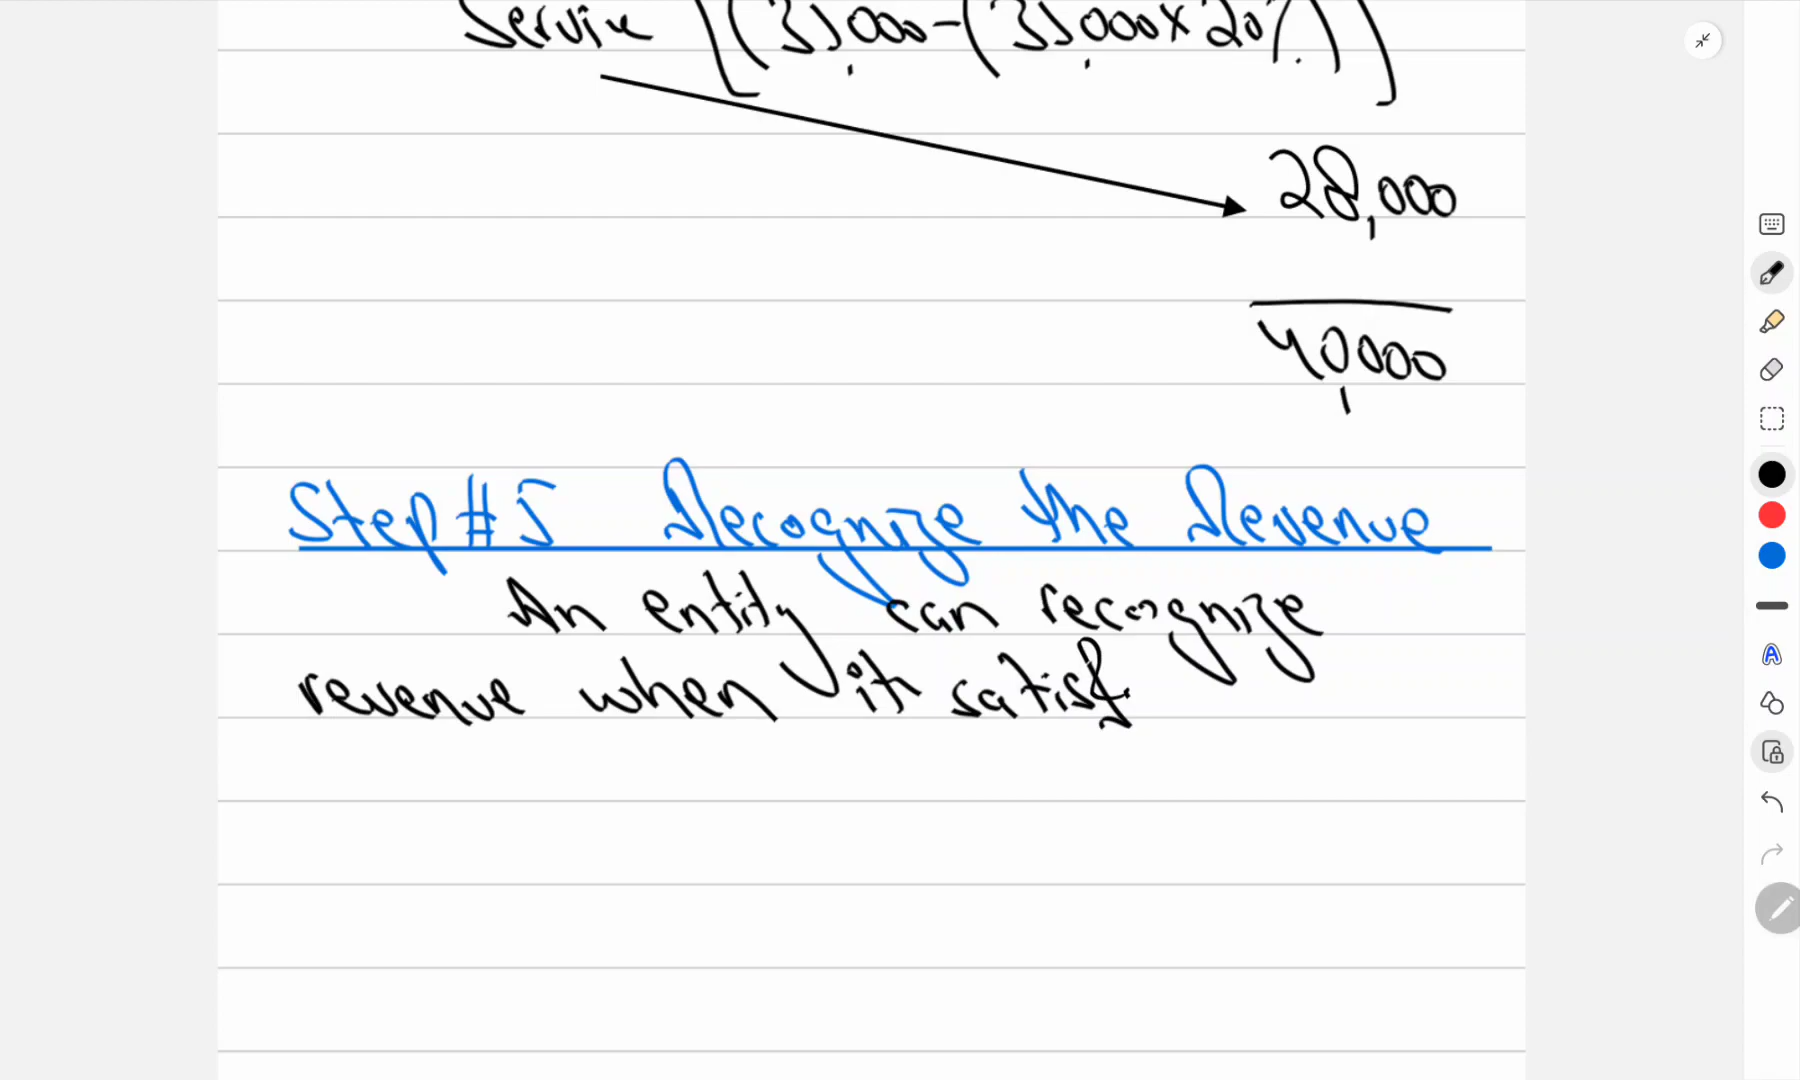 Service [(35,000-(35,000x20%)]
28,000
40,000
Step #5 Recognize the Revenue
An entity can recognize
revenue when it satisf